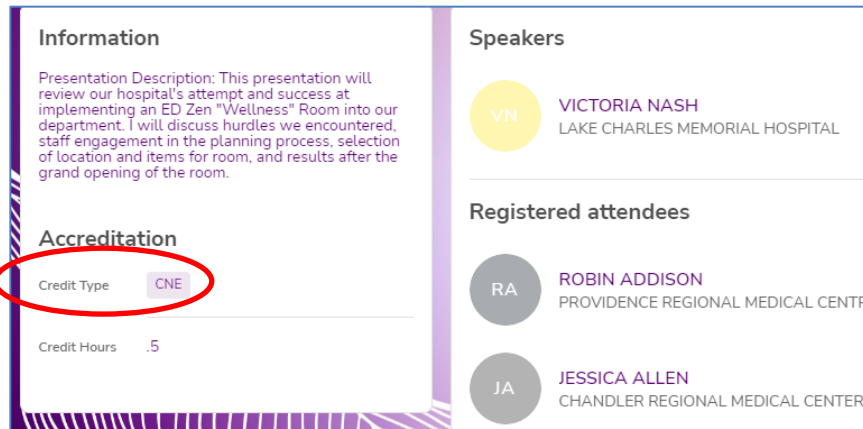 Information
Presentation Description: This presentation will
review our hospital's attempt and success at
implementing an ED Zen "Wellness" Room into our
department. I will discuss hurdles we encountered,
staff engagement in the planning process, selection
of location and items for room, and results after the
grand opening of the room.
Accreditation
Credit Type CNE
Credit Hours .5
Speakers
VN
VICTORIA NASH
LAKE CHARLES MEMORIAL HOSPITAL
Registered attendees
RA
ROBIN ADDISON
PROVIDENCE REGIONAL MEDICAL CENTR
JA
JESSICA ALLEN
CHANDLER REGIONAL MEDICAL CENTER